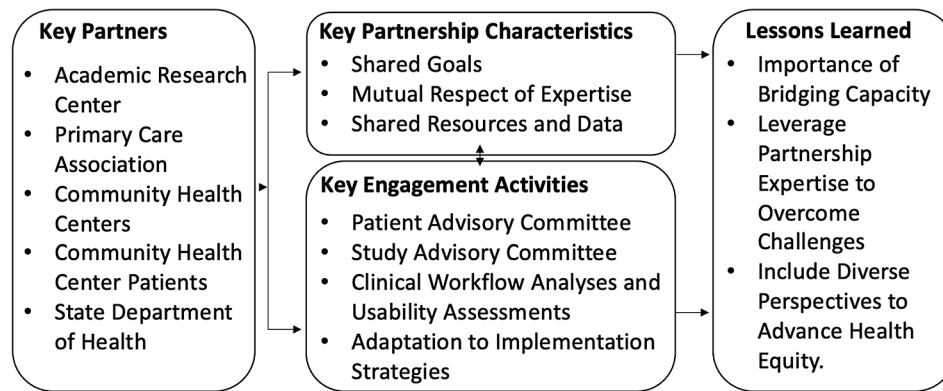 Key Partners
• Academic Research
Center
• Primary Care
Association
• Community Health
Centers
• Community Health
Center Patients
• State Department
of Health
Key Partnership Characteristics
• Shared Goals
• Mutual Respect of Expertise
• Shared Resources and Data
Key Engagement Activities
• Patient Advisory Committee
• Study Advisory Committee
• Clinical Workflow Analyses and
Usability Assessments
• Adaptation to Implementation
Strategies
Lessons Learned
• Importance of
Bridging Capacity
• Leverage
Partnership
Expertise to
Overcome
Challenges
• Include Diverse
Perspectives to
Advance Health
Equity.